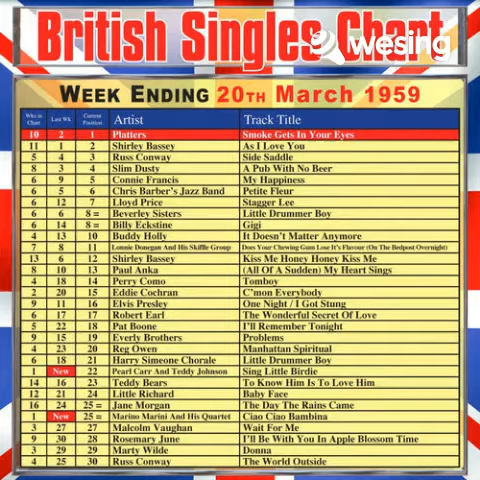 British Singles Chart
wesing
WEEK ENDING 20TH March 1959
Wks in Chart Last Wk Current Position Artist Track Title
10 2 1 Platters Smoke Gets In Your Eyes
11 1 2 Shirley Bassey As I Love You
5 4 3 Russ Conway Side Saddle
8 3 4 Slim Dusty A Pub With No Beer
6 9 5 Connie Francis My Happiness
6 5 6 Chris Barber's Jazz Band Petite Fleur
6 12 7 Lloyd Price Stagger Lee
6 6 8 = Beverley Sisters Little Drummer Boy
6 14 8 = Billy Eckstine Gigi
4 13 10 Buddy Holly It Doesn't Matter Anymore
7 8 11 Lonnie Donegan And His Skiffle Group Does Your Chewing Gum Lose It's Flavour (On The Bedpost Overnight)
13 6 12 Shirley Bassey Kiss Me Honey Honey Kiss Me
8 10 13 Paul Anka (All Of A Sudden) My Heart Sings
4 18 14 Perry Como Tomboy
2 20 15 Eddie Cochran C'mon Everybody
9 11 16 Elvis Presley One Night / I Got Stung
6 17 17 Robert Earl The Wonderful Secret Of Love
5 22 18 Pat Boone I'll Remember Tonight
9 15 19 Everly Brothers Problems
4 23 20 Reg Owen Manhattan Spiritual
6 18 21 Harry Simeone Chorale Little Drummer Boy
1 New 22 Pearl Carr And Teddy Johnson Sing Little Birdie
14 16 23 Teddy Bears To Know Him Is To Love Him
12 21 24 Little Richard Baby Face
16 24 25 = Jane Morgan The Day The Rains Came
1 New 25 = Marino Marini And His Quartet Ciao Ciao Bambina
3 27 27 Malcolm Vaughan Wait For Me
9 30 28 Rosemary June I'll Be With You In Apple Blossom Time
3 29 29 Marty Wilde Donna
4 25 30 Russ Conway The World Outside